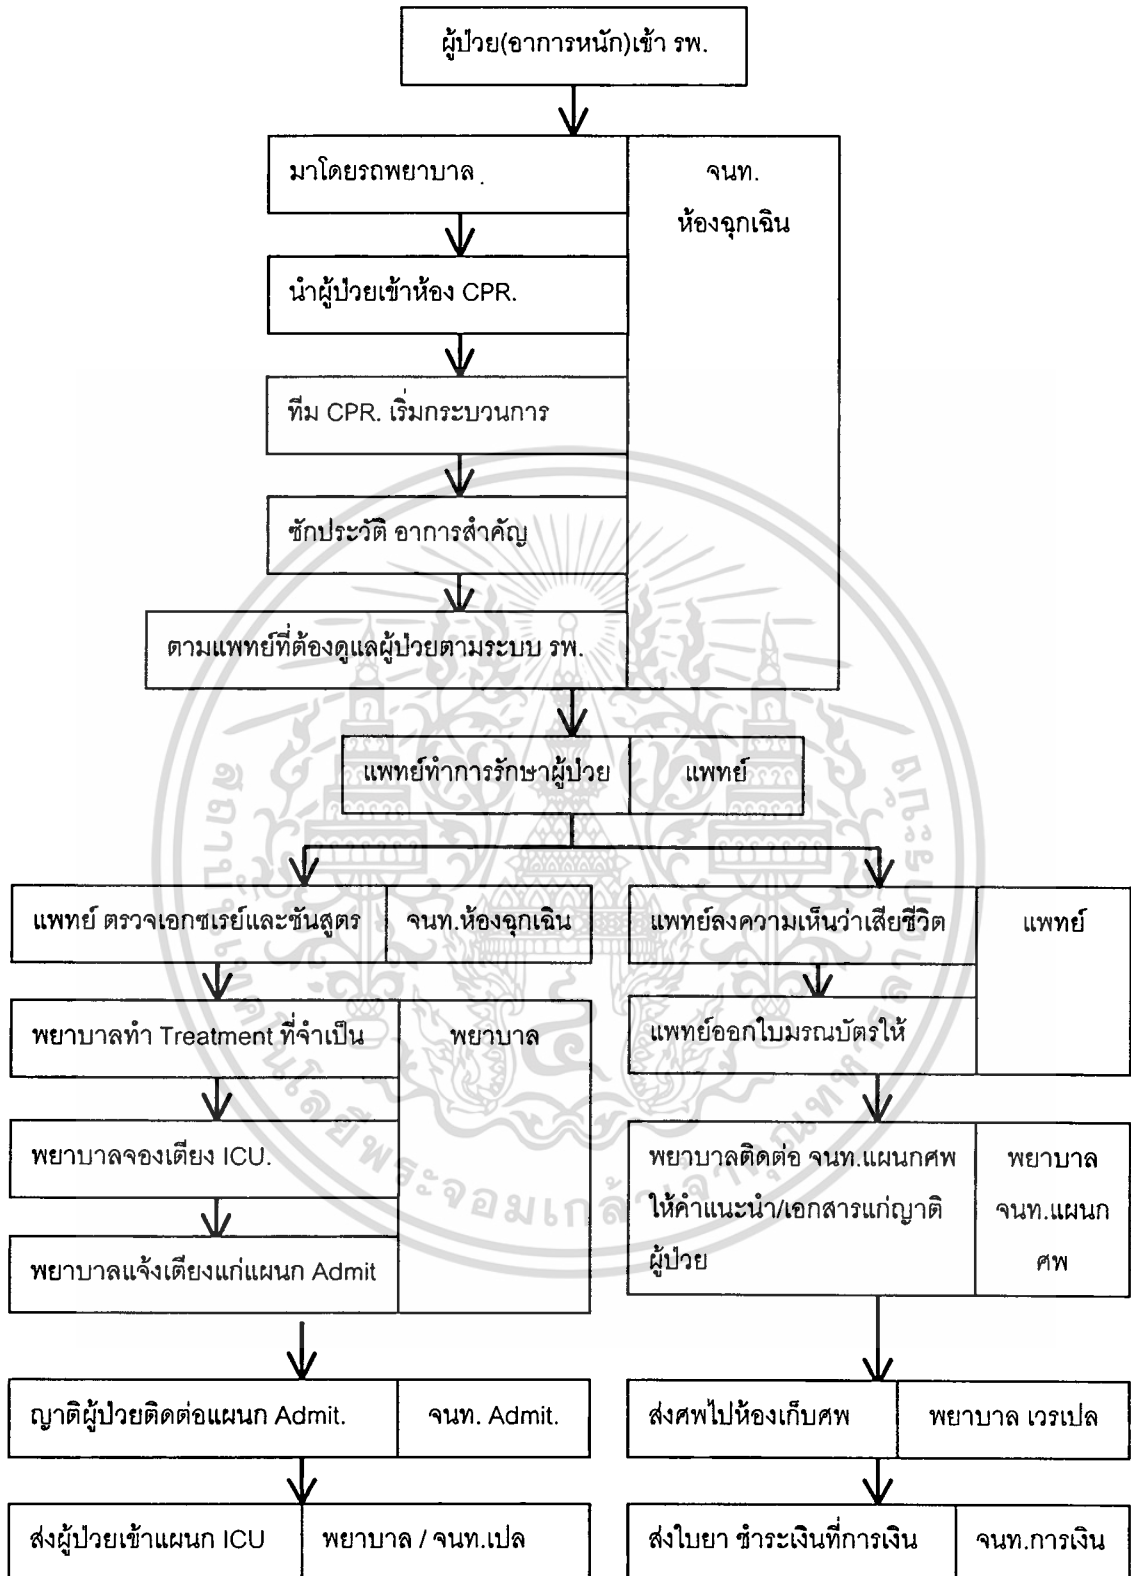 ผู้ป่วย(อาการหนัก)เข้า รพ.
มาโดยรถพยาบาล
จนท.
ห้องฉุกเฉิน
นำผู้ป่วยเข้าห้อง CPR.
ทีม CPR. เริ่มกระบวนการ
ซักประวัติ อาการสำคัญ
ตามแพทย์ที่ต้องดูแลผู้ป่วยตามระบบ รพ.
แพทย์ทำการรักษาผู้ป่วย
แพทย์
แพทย์ ตรวจเอกซเรย์และชันสูตร
จนท.ห้องฉุกเฉิน
พยาบาลทำ Treatment ที่จำเป็น
พยาบาล
พยาบาลจองเตียง ICU.
พยาบาลแจ้งเตียงแก่แผนก Admit
ญาติผู้ป่วยติดต่อแผนก Admit.
จนท. Admit.
ส่งผู้ป่วยเข้าแผนก ICU
พยาบาล / จนท.เปล
แพทย์ลงความเห็นว่าเสียชีวิต
แพทย์
แพทย์ออกใบมรณบัตรให้
พยาบาลติดต่อ จนท.แผนกศพ
ให้คำแนะนำ/เอกสารแก่ญาติ
ผู้ป่วย
พยาบาล
จนท.แผนก
ศพ
ส่งศพไปห้องเก็บศพ
พยาบาล เวรเปล
ส่งใบยา ชำระเงินที่การเงิน
จนท.การเงิน